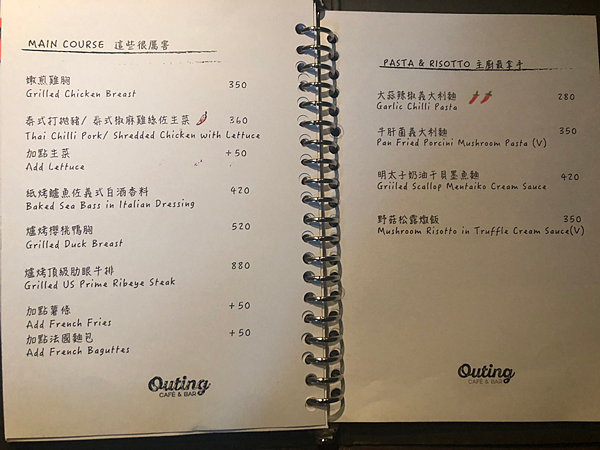 MAIN COURSE 這些很厲害
嫩煎雞胸
Grilled Chicken Breast 350
泰式打拋豬/ 泰式椒麻雞絲佐生菜 360
Thai Chilli Pork/ Shredded Chicken with Lettuce
加點生菜 +50
Add Lettuce
紙烤鱸魚佐義式白酒香料 420
Baked Sea Bass in Italian Dressing
爐烤櫻桃鴨胸 520
Grilled Duck Breast
爐烤頂級肋眼牛排 880
Grilled US Prime Ribeye Steak
加點薯條 +50
Add French Fries
加點法國麵包 +50
Add French Baguttes
Outing
CAFÉ & BAR
PASTA & RISOTTO 主廚最拿手
大蒜辣椒義大利麵 280
Garlic Chilli Pasta
牛肝菌義大利麵 350
Pan Fried Porcini Mushroom Pasta (V)
明太子奶油干貝墨魚麵 420
Griiled Scallop Mentaiko Cream Sauce
野菇松露燉飯 350
Mushroom Risotto in Truffle Cream Sauce(V)
Outing
CAFÉ & BAR